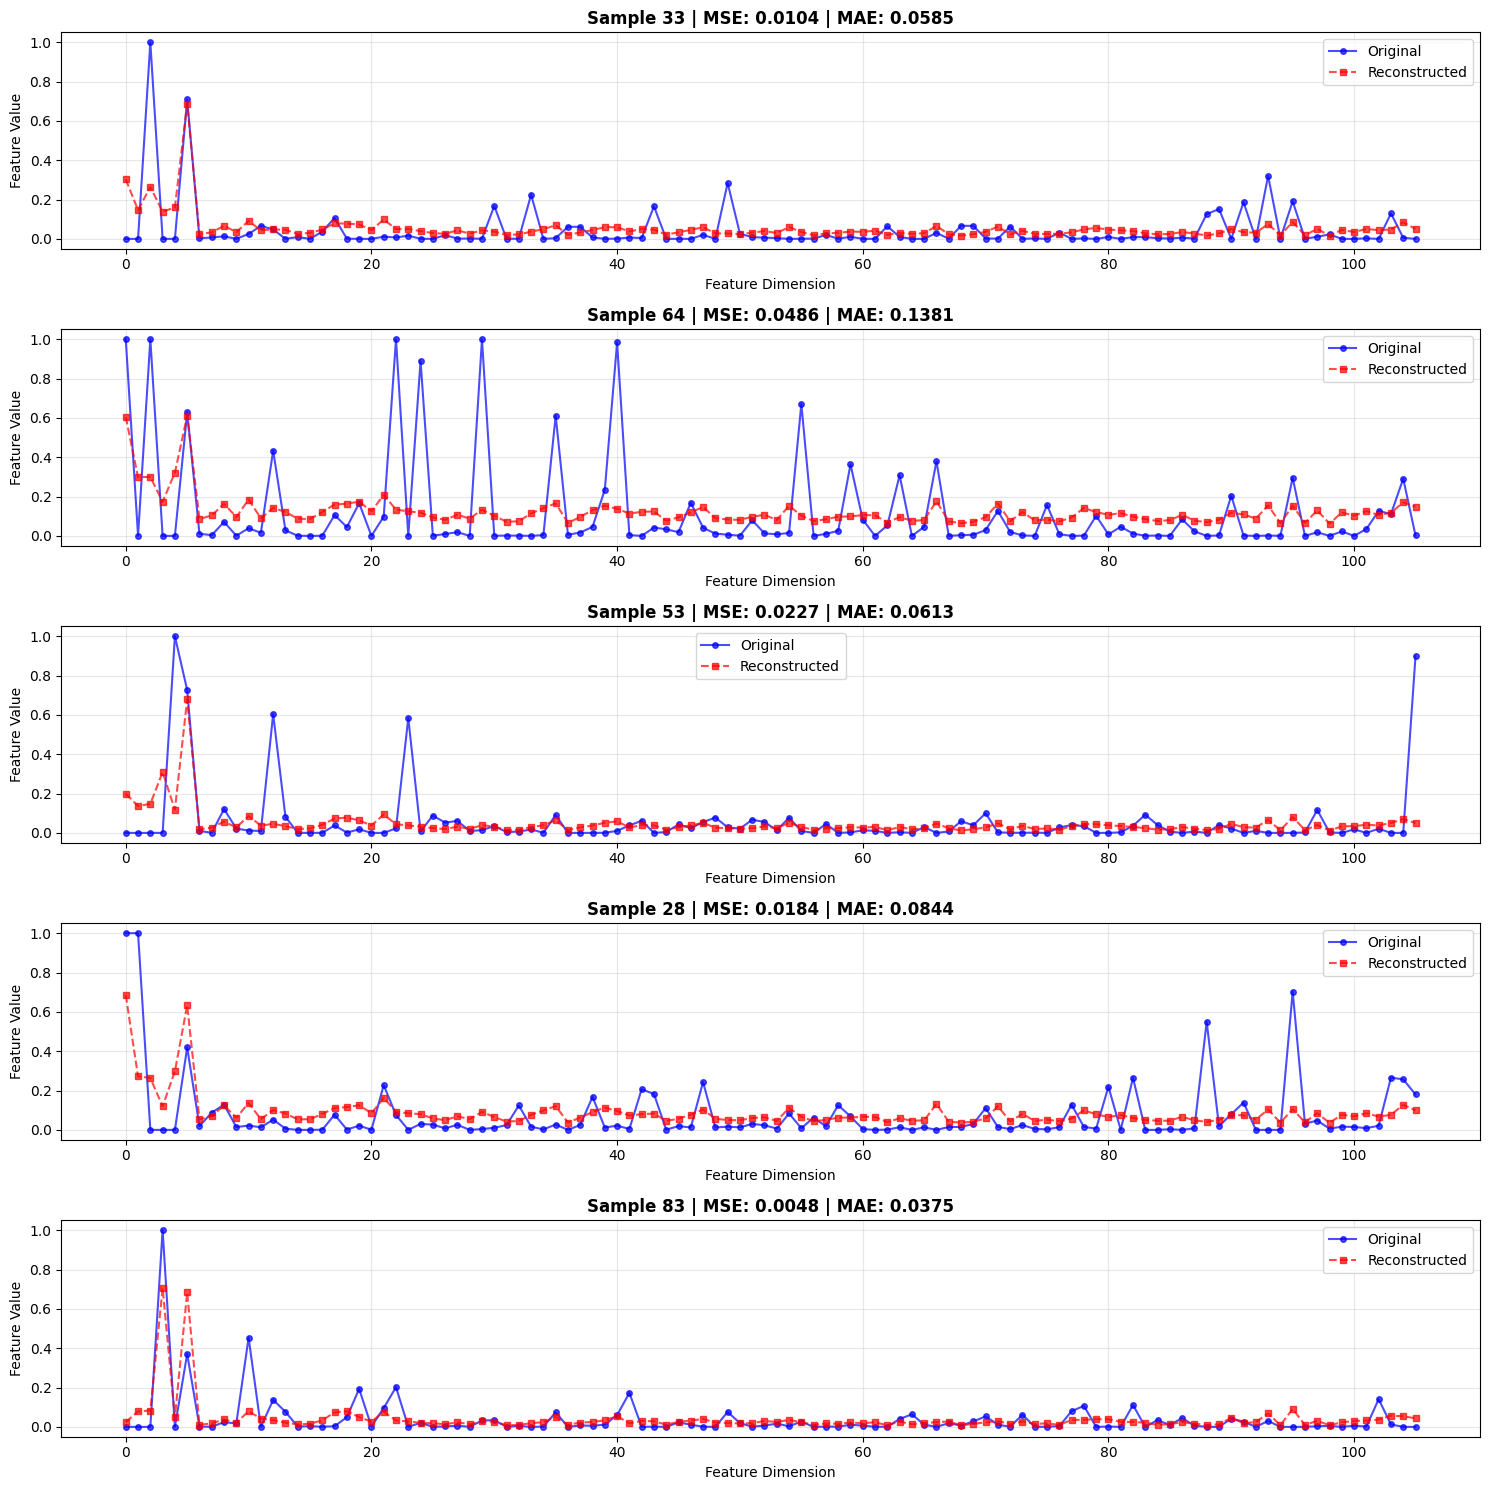 Sample 33 | MSE: 0.0104 | MAE: 0.0585
Original
Reconstructed
Feature Value
1.0
0.8
0.6
0.4
0.2
0.0
0 20 40 60 80 100
Feature Dimension
Sample 64 | MSE: 0.0486 | MAE: 0.1381
Original
Reconstructed
Feature Value
1.0
0.8
0.6
0.4
0.2
0.0
0 20 40 60 80 100
Feature Dimension
Sample 53 | MSE: 0.0227 | MAE: 0.0613
Original
Reconstructed
Feature Value
1.0
0.8
0.6
0.4
0.2
0.0
0 20 40 60 80 100
Feature Dimension
Sample 28 | MSE: 0.0184 | MAE: 0.0844
Original
Reconstructed
Feature Value
1.0
0.8
0.6
0.4
0.2
0.0
0 20 40 60 80 100
Feature Dimension
Sample 83 | MSE: 0.0048 | MAE: 0.0375
Original
Reconstructed
Feature Value
1.0
0.8
0.6
0.4
0.2
0.0
0 20 40 60 80 100
Feature Dimension